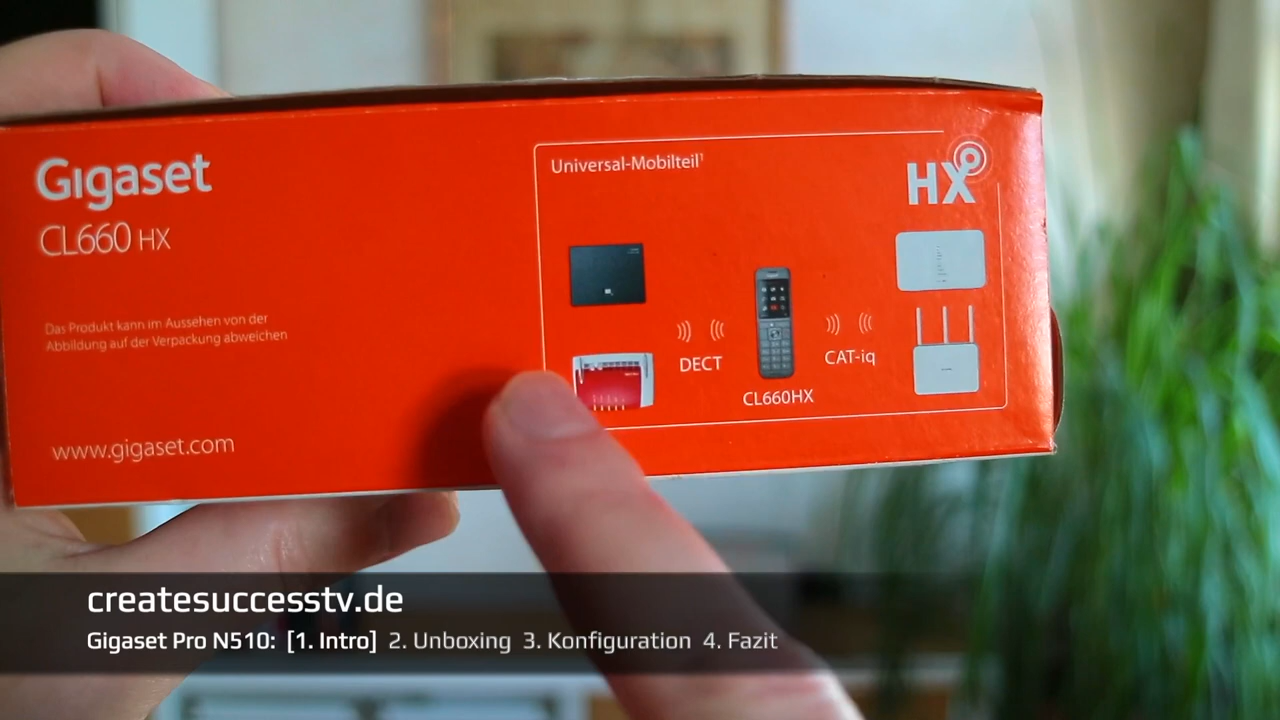 Gigaset
CL660 HX
Das Produkt kann im Aussehen von der
Abbildung auf der Verpackung abweichen
www.gigaset.com
Universal-Mobilteil¹
HX
DECT
CAT-iq
CL660HX
createsuccesstv.de
Gigaset Pro N510: [1. Intro] 2. Unboxing 3. Konfiguration 4. Fazit